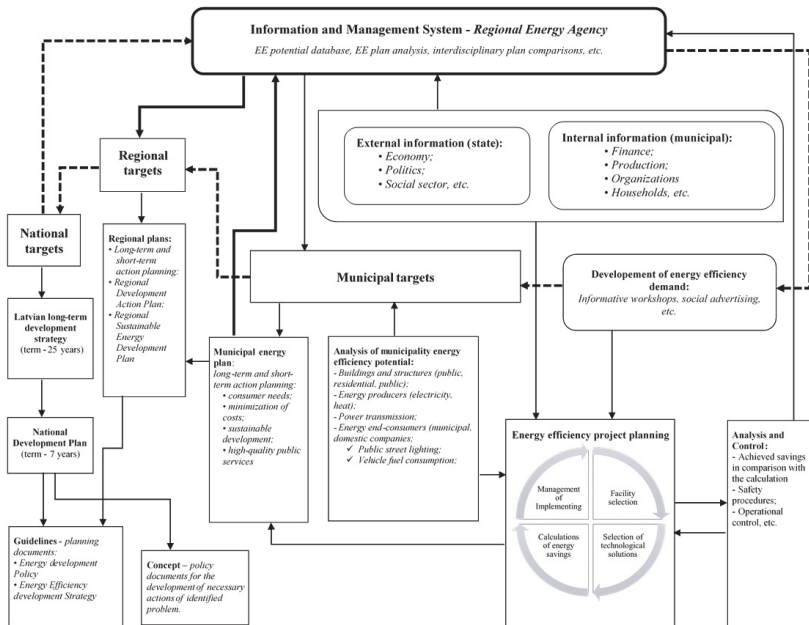 Information and Management System - Regional Energy Agency
EE potential database, EE plan analysis, interdisciplinary plan comparisons, etc.
External information (state):
• Economy;
• Politics;
• Social sector, etc.
Internal information (municipal):
• Finance;
• Production;
• Organizations
• Households, etc.
Regional
targets
National
targets
Regional plans:
• Long-term and
short-term
action planning:
• Regional
Development
Action Plan;
• Regional
Sustainable
Energy
Development
Plan
Municipal targets
Developement of energy efficiency
demand:
Informative workshops, social advertising,
etc.
Latvian long-term
development
strategy
(term - 25 years)
Municipal energy
plan:
long-term and short-
term action planning:
• consumer needs;
• minimization of
costs;
• sustainable
development;
• high-quality public
services
Analysis of municipality energy
efficiency potential:
- Buildings and structures (public,
residential, public);
- Energy producers (electricity,
heat);
- Power transmission;
- Energy end-consumers (municipal,
domestic companies;
✓ Public street lighting;
✓ Vehicle fuel consumption;
National
Development Plan
(term - 7 years)
Energy efficiency project planning
Management of
Implementing
Facility
selection
Calculations
of energy
savings
Selection of
technological
solutions
Analysis and
Control:
- Achieved savings
in comparison with
the calculation
- Safety
procedures;
- Operational
control, etc.
Guidelines - planning
documents:
• Energy development
Policy
• Energy Efficiency
development Strategy
Concept – policy
documents for the
development of necessary
actions of identified
problem.